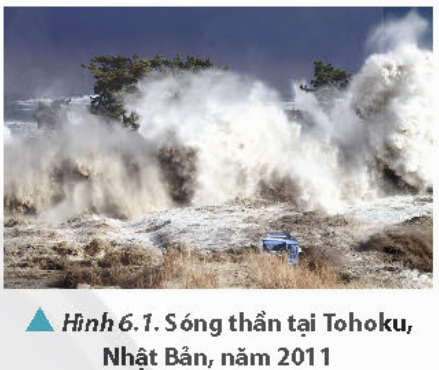 Hình 6.1. Sóng thần tại Tohoku,
Nhật Bản, năm 2011